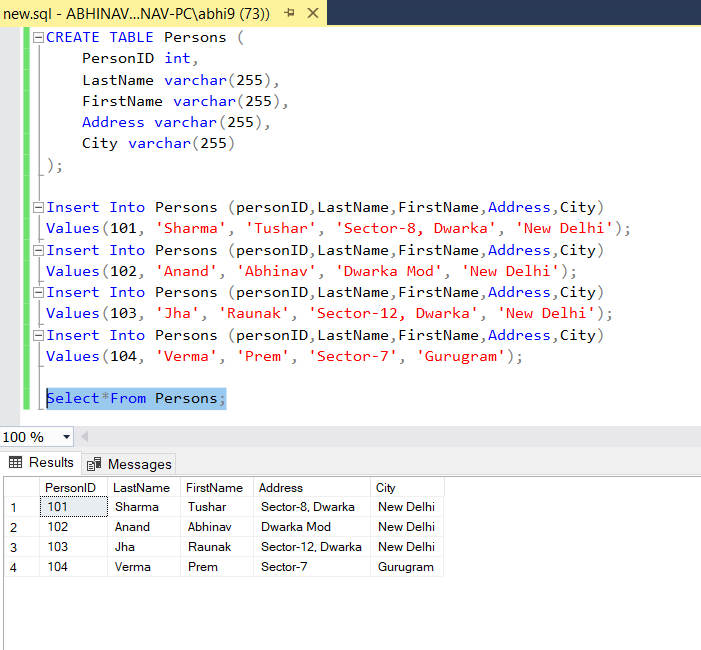 new.sql - ABHINAV...NAV-PC\abhi9 (73))
CREATE TABLE Persons (
PersonID int,
LastName varchar(255),
FirstName varchar(255),
Address varchar(255),
City varchar(255)
);
Insert Into Persons (personID,LastName,FirstName,Address,City)
Values(101, 'Sharma', 'Tushar', 'Sector-8, Dwarka', 'New Delhi');
Insert Into Persons (personID,LastName,FirstName,Address,City)
Values(102, 'Anand', 'Abhinav', 'Dwarka Mod', 'New Delhi');
Insert Into Persons (personID,LastName,FirstName,Address,City)
Values(103, 'Jha', 'Raunak', 'Sector-12, Dwarka', 'New Delhi');
Insert Into Persons (personID,LastName,FirstName,Address,City)
Values(104, 'Verma', 'Prem', 'Sector-7', 'Gurugram');
Select*From Persons;
100 %
Results Messages
PersonID LastName FirstName Address City
1 101 Sharma Tushar Sector-8, Dwarka New Delhi
2 102 Anand Abhinav Dwarka Mod New Delhi
3 103 Jha Raunak Sector-12, Dwarka New Delhi
4 104 Verma Prem Sector-7 Gurugram